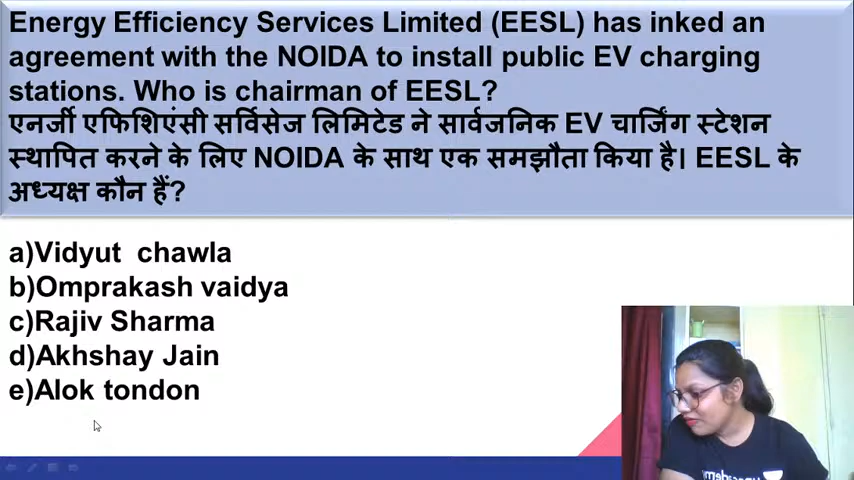 Energy Efficiency Services Limited (EESL) has inked an
agreement with the NOIDA to install public EV charging
stations. Who is chairman of EESL?
एनर्जी एफिशिएंसी सर्विसेज लिमिटेड ने सार्वजनिक EV चार्जिंग स्टेशन
स्थापित करने के लिए NOIDA के साथ एक समझौता किया है। EESL के
अध्यक्ष कौन हैं?
a)Vidyut chawla
b)Omprakash vaidya
c)Rajiv Sharma
d)Akhshay Jain
e)Alok tondon